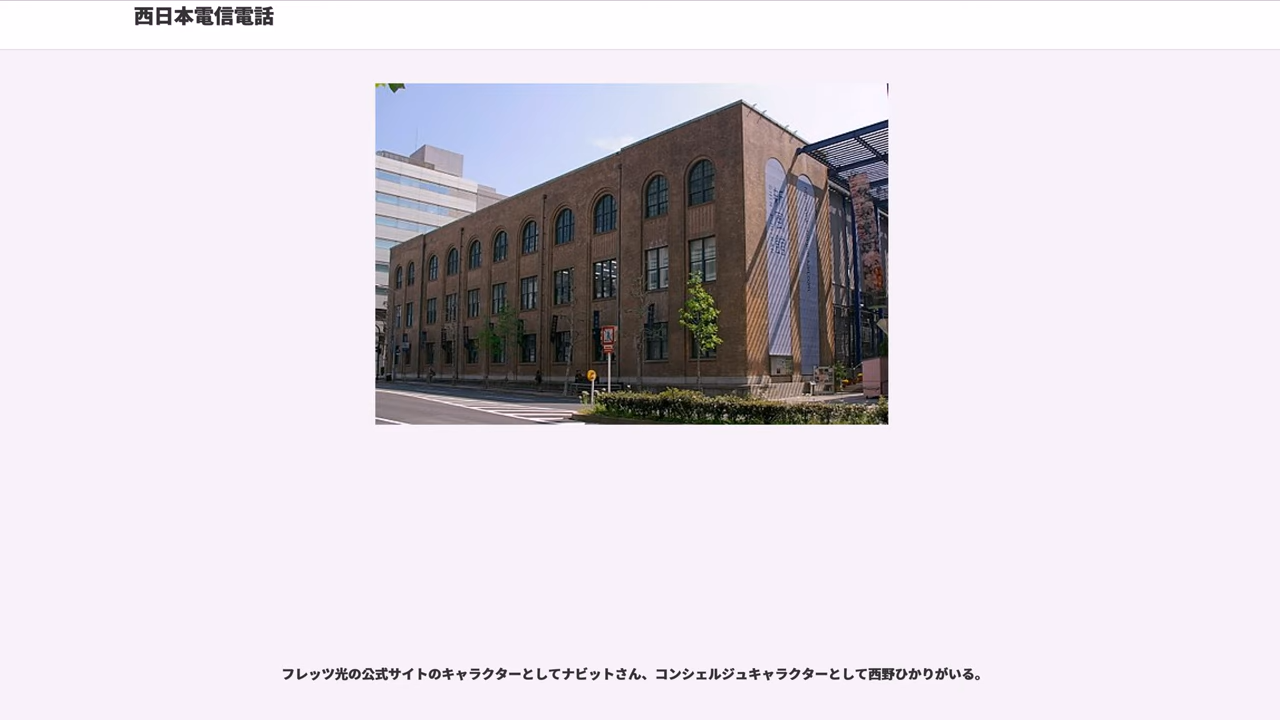 西日本電信電話
フレッツ光の公式サイトのキャラクターとしてナビットさん、コンシェルジュキャラクターとして西野ひかりがいる。